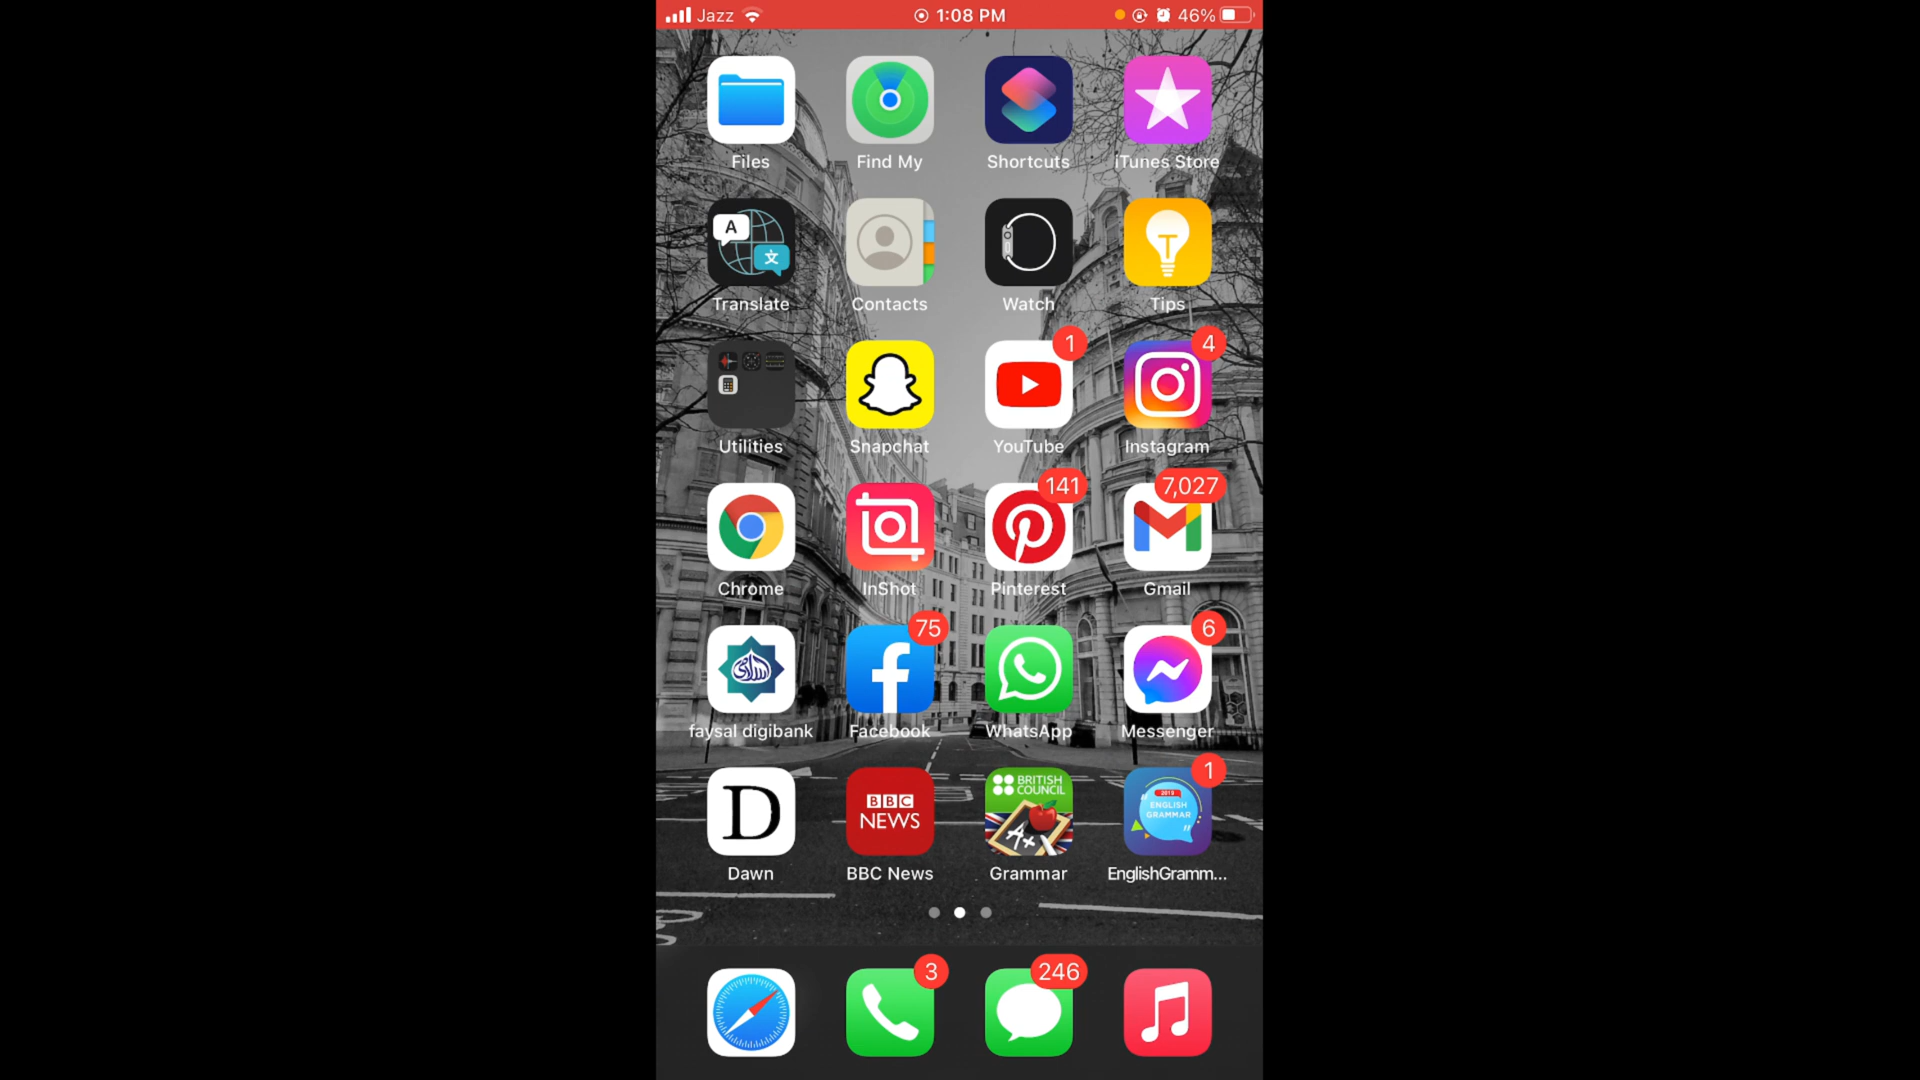 Jazz 1:08 PM 46%
Files Find My Shortcuts iTunes Store
A 文 T
Translate Contacts Watch Tips
1 4
Utilities Snapchat YouTube Instagram
141 7,027
Chrome InShot Pinterest Gmail
75 6
faysal digibank Facebook WhatsApp Messenger
1
D BBC NEWS BRITISH COUNCIL A+ 2019 ENGLISH GRAMMAR
Dawn BBC News Grammar EnglishGramm...
3 246